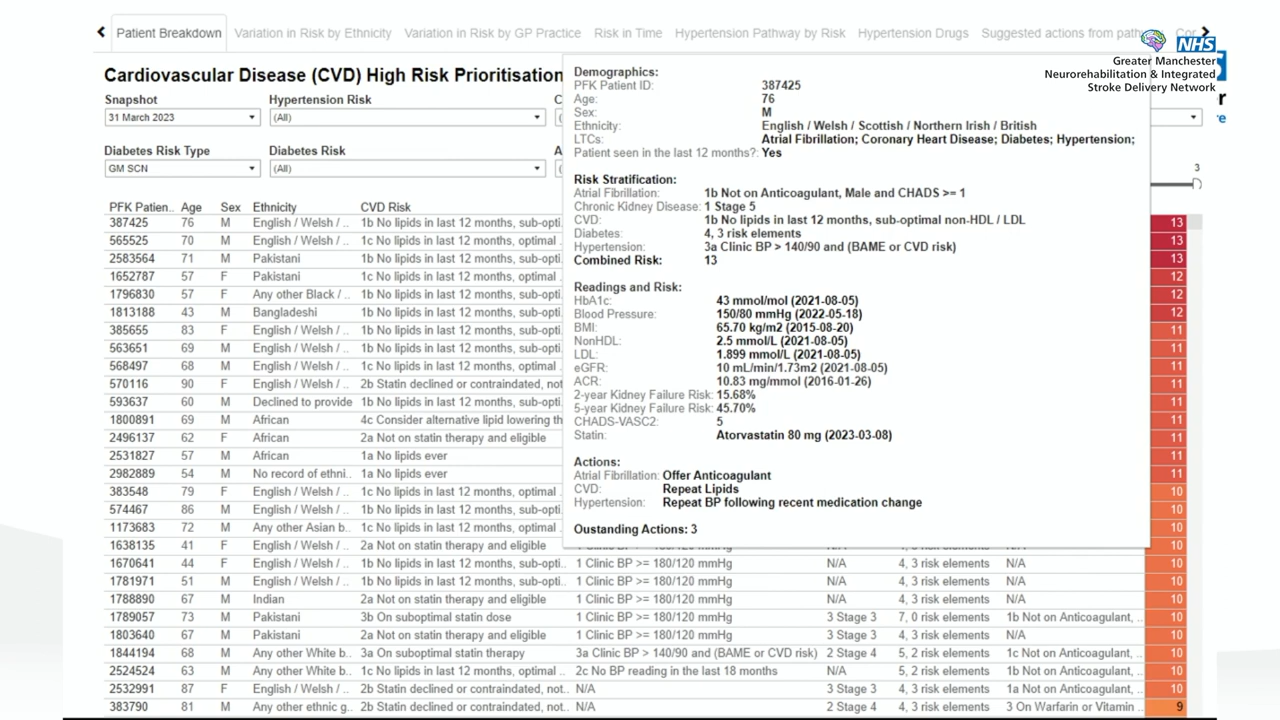 Patient Breakdown Variation in Risk by Ethnicity Variation in Risk by GP Practice Risk in Time Hypertension Pathway by Risk Hypertension Drugs Suggested actions from path Cor
NHS
Greater Manchester
Neurorehabilitation & Integrated
Stroke Delivery Network
Cardiovascular Disease (CVD) High Risk Prioritisation
Snapshot Hypertension Risk
31 March 2023 (All)
Diabetes Risk Type Diabetes Risk
GM SCN (All)
3
Demographics:
PFK Patient ID: 387425
Age: 76
Sex: M
Ethnicity: English / Welsh / Scottish / Northern Irish / British
LTCs: Atrial Fibrillation; Coronary Heart Disease; Diabetes; Hypertension;
Patient seen in the last 12 months?: Yes
Risk Stratification:
Atrial Fibrillation: 1b Not on Anticoagulant, Male and CHADS >= 1
Chronic Kidney Disease: 1 Stage 5
CVD: 1b No lipids in last 12 months, sub-optimal non-HDL / LDL
Diabetes: 4, 3 risk elements
Hypertension: 3a Clinic BP > 140/90 and (BAME or CVD risk)
Combined Risk: 13
Readings and Risk:
HbA1c: 43 mmol/mol (2021-08-05)
Blood Pressure: 150/80 mmHg (2022-05-18)
BMI: 65.70 kg/m2 (2015-08-20)
NonHDL: 2.5 mmol/L (2021-08-05)
LDL: 1.899 mmol/L (2021-08-05)
eGFR: 10 mL/min/1.73m2 (2021-08-05)
ACR: 10.83 mg/mmol (2016-01-26)
2-year Kidney Failure Risk: 15.68%
5-year Kidney Failure Risk: 45.70%
CHADS-VASC2: 5
Statin: Atorvastatin 80 mg (2023-03-08)
Actions:
Atrial Fibrillation: Offer Anticoagulant
CVD: Repeat Lipids
Hypertension: Repeat BP following recent medication change
Oustanding Actions: 3
PFK Patien.. Age Sex Ethnicity CVD Risk
387425 76 M English / Welsh / .. 1b No lipids in last 12 months, sub-opti.. 13
565525 70 M English / Welsh / .. 1c No lipids in last 12 months, optimal .. 13
2583564 71 M Pakistani 1b No lipids in last 12 months, sub-opti.. 13
1652787 57 F Pakistani 1c No lipids in last 12 months, optimal .. 12
1796830 57 F Any other Black / .. 1b No lipids in last 12 months, sub-opti.. 12
1813188 43 M Bangladeshi 1b No lipids in last 12 months, sub-opti.. 12
385655 83 F English / Welsh / .. 1b No lipids in last 12 months, sub-opti.. 11
563651 69 M English / Welsh / .. 1b No lipids in last 12 months, sub-opti.. 11
568497 68 M English / Welsh / .. 1c No lipids in last 12 months, optimal .. 11
570116 90 F English / Welsh / .. 2b Statin declined or contraindated, not 11
593637 60 M Declined to provide 1b No lipids in last 12 months, sub-opti.. 11
1800891 69 M African 4c Consider alternative lipid lowering th 11
2496137 62 F African 2a Not on statin therapy and eligible 11
2531827 57 M African 1a No lipids ever 11
2982889 54 M No record of ethni.. 1a No lipids ever 11
383548 79 F English / Welsh / .. 1c No lipids in last 12 months, optimal .. 10
574467 86 M English / Welsh / .. 1b No lipids in last 12 months, sub-opti.. 10
1173683 72 M Any other Asian b.. 1c No lipids in last 12 months, optimal .. 10
1638135 41 F English / Welsh / .. 2a Not on statin therapy and eligible 1 Clinic BP >= 180/120 mmHg N/A 4, 3 risk elements N/A 10
1670641 44 F English / Welsh / .. 1b No lipids in last 12 months, sub-opti.. 1 Clinic BP >= 180/120 mmHg N/A 4, 3 risk elements N/A 10
1781971 51 M English / Welsh / .. 1b No lipids in last 12 months, sub-opti.. 1 Clinic BP >= 180/120 mmHg N/A 4, 3 risk elements N/A 10
1788890 67 M Indian 2a Not on statin therapy and eligible 1 Clinic BP >= 180/120 mmHg N/A 4, 3 risk elements N/A 10
1789057 73 M Pakistani 3b On suboptimal statin dose 1 Clinic BP >= 180/120 mmHg 3 Stage 3 7, 0 risk elements 1b Not on Anticoagulant, .. 10
1803640 67 M Pakistani 2a Not on statin therapy and eligible 1 Clinic BP >= 180/120 mmHg 3 Stage 3 4, 3 risk elements N/A 10
1844194 68 M Any other White b.. 3a On suboptimal statin therapy 3a Clinic BP > 140/90 and (BAME or CVD risk) 2 Stage 4 5, 2 risk elements 1c Not on Anticoagulant, .. 10
2524524 63 M Any other White b.. 1c No lipids in last 12 months, optimal .. 2c No BP reading in the last 18 months N/A 5, 2 risk elements 1b Not on Anticoagulant, .. 10
2532991 87 F English / Welsh / .. 2b Statin declined or contraindated, not.. N/A 3 Stage 3 4, 3 risk elements 1a Not on Anticoagulant, .. 10
383790 81 M Any other ethnic g.. 2b Statin declined or contraindated, not.. N/A 2 Stage 4 4, 3 risk elements 3 On Warfarin or Vitamin .. 9